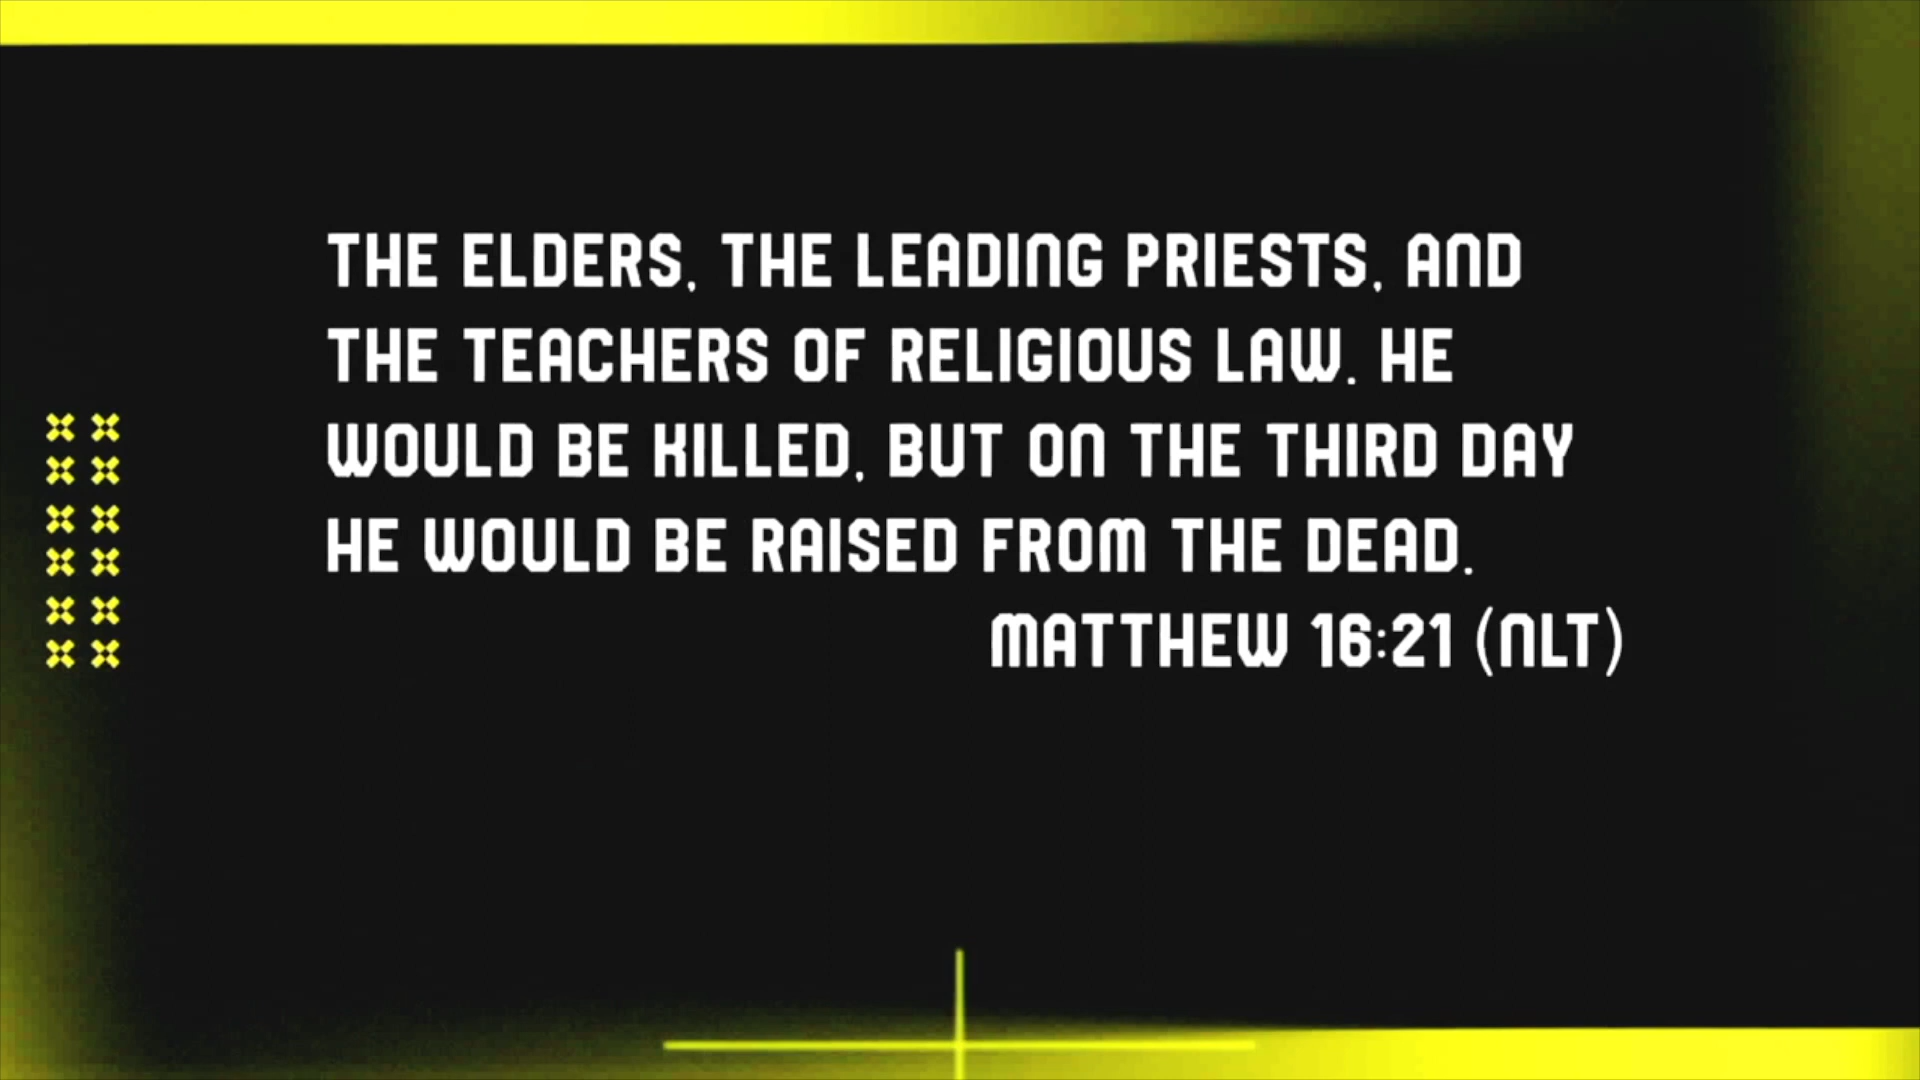 THE ELDERS, THE LEADING PRIESTS, AND
THE TEACHERS OF RELIGIOUS LAW. HE
WOULD BE KILLED, BUT ON THE THIRD DAY
HE WOULD BE RAISED FROM THE DEAD.
MATTHEW 16:21 (NLT)